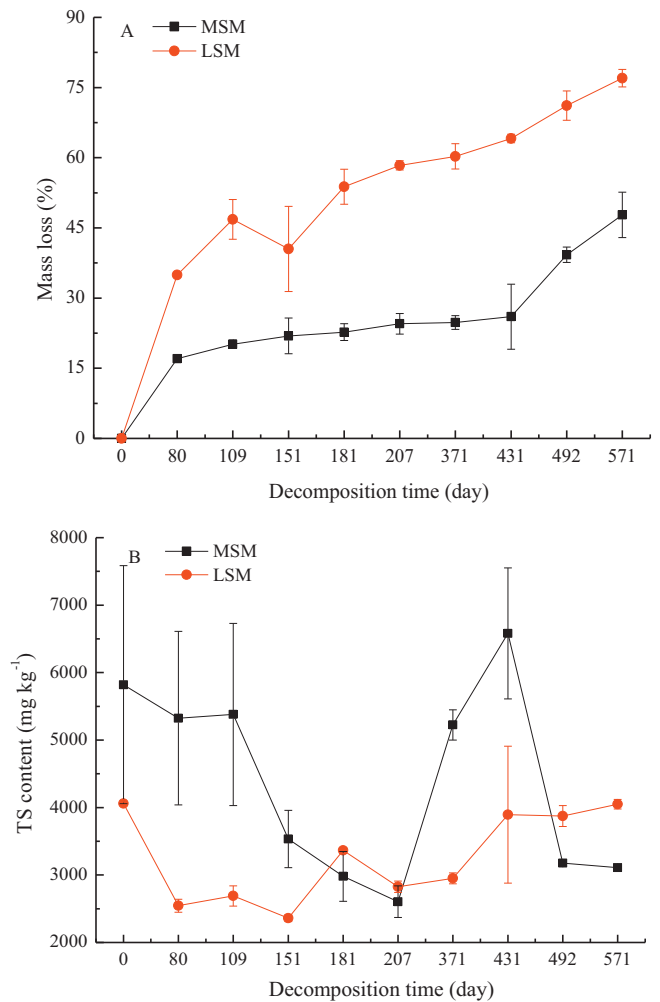 A
MSM
LSM
90
75
60
45
30
15
0
Mass loss (%)
0 80 109 151 181 207 371 431 492 571
Decomposition time (day)
B
MSM
LSM
8000
7000
6000
5000
4000
3000
2000
TS content (mg kg⁻¹)
0 80 109 151 181 207 371 431 492 571
Decomposition time (day)